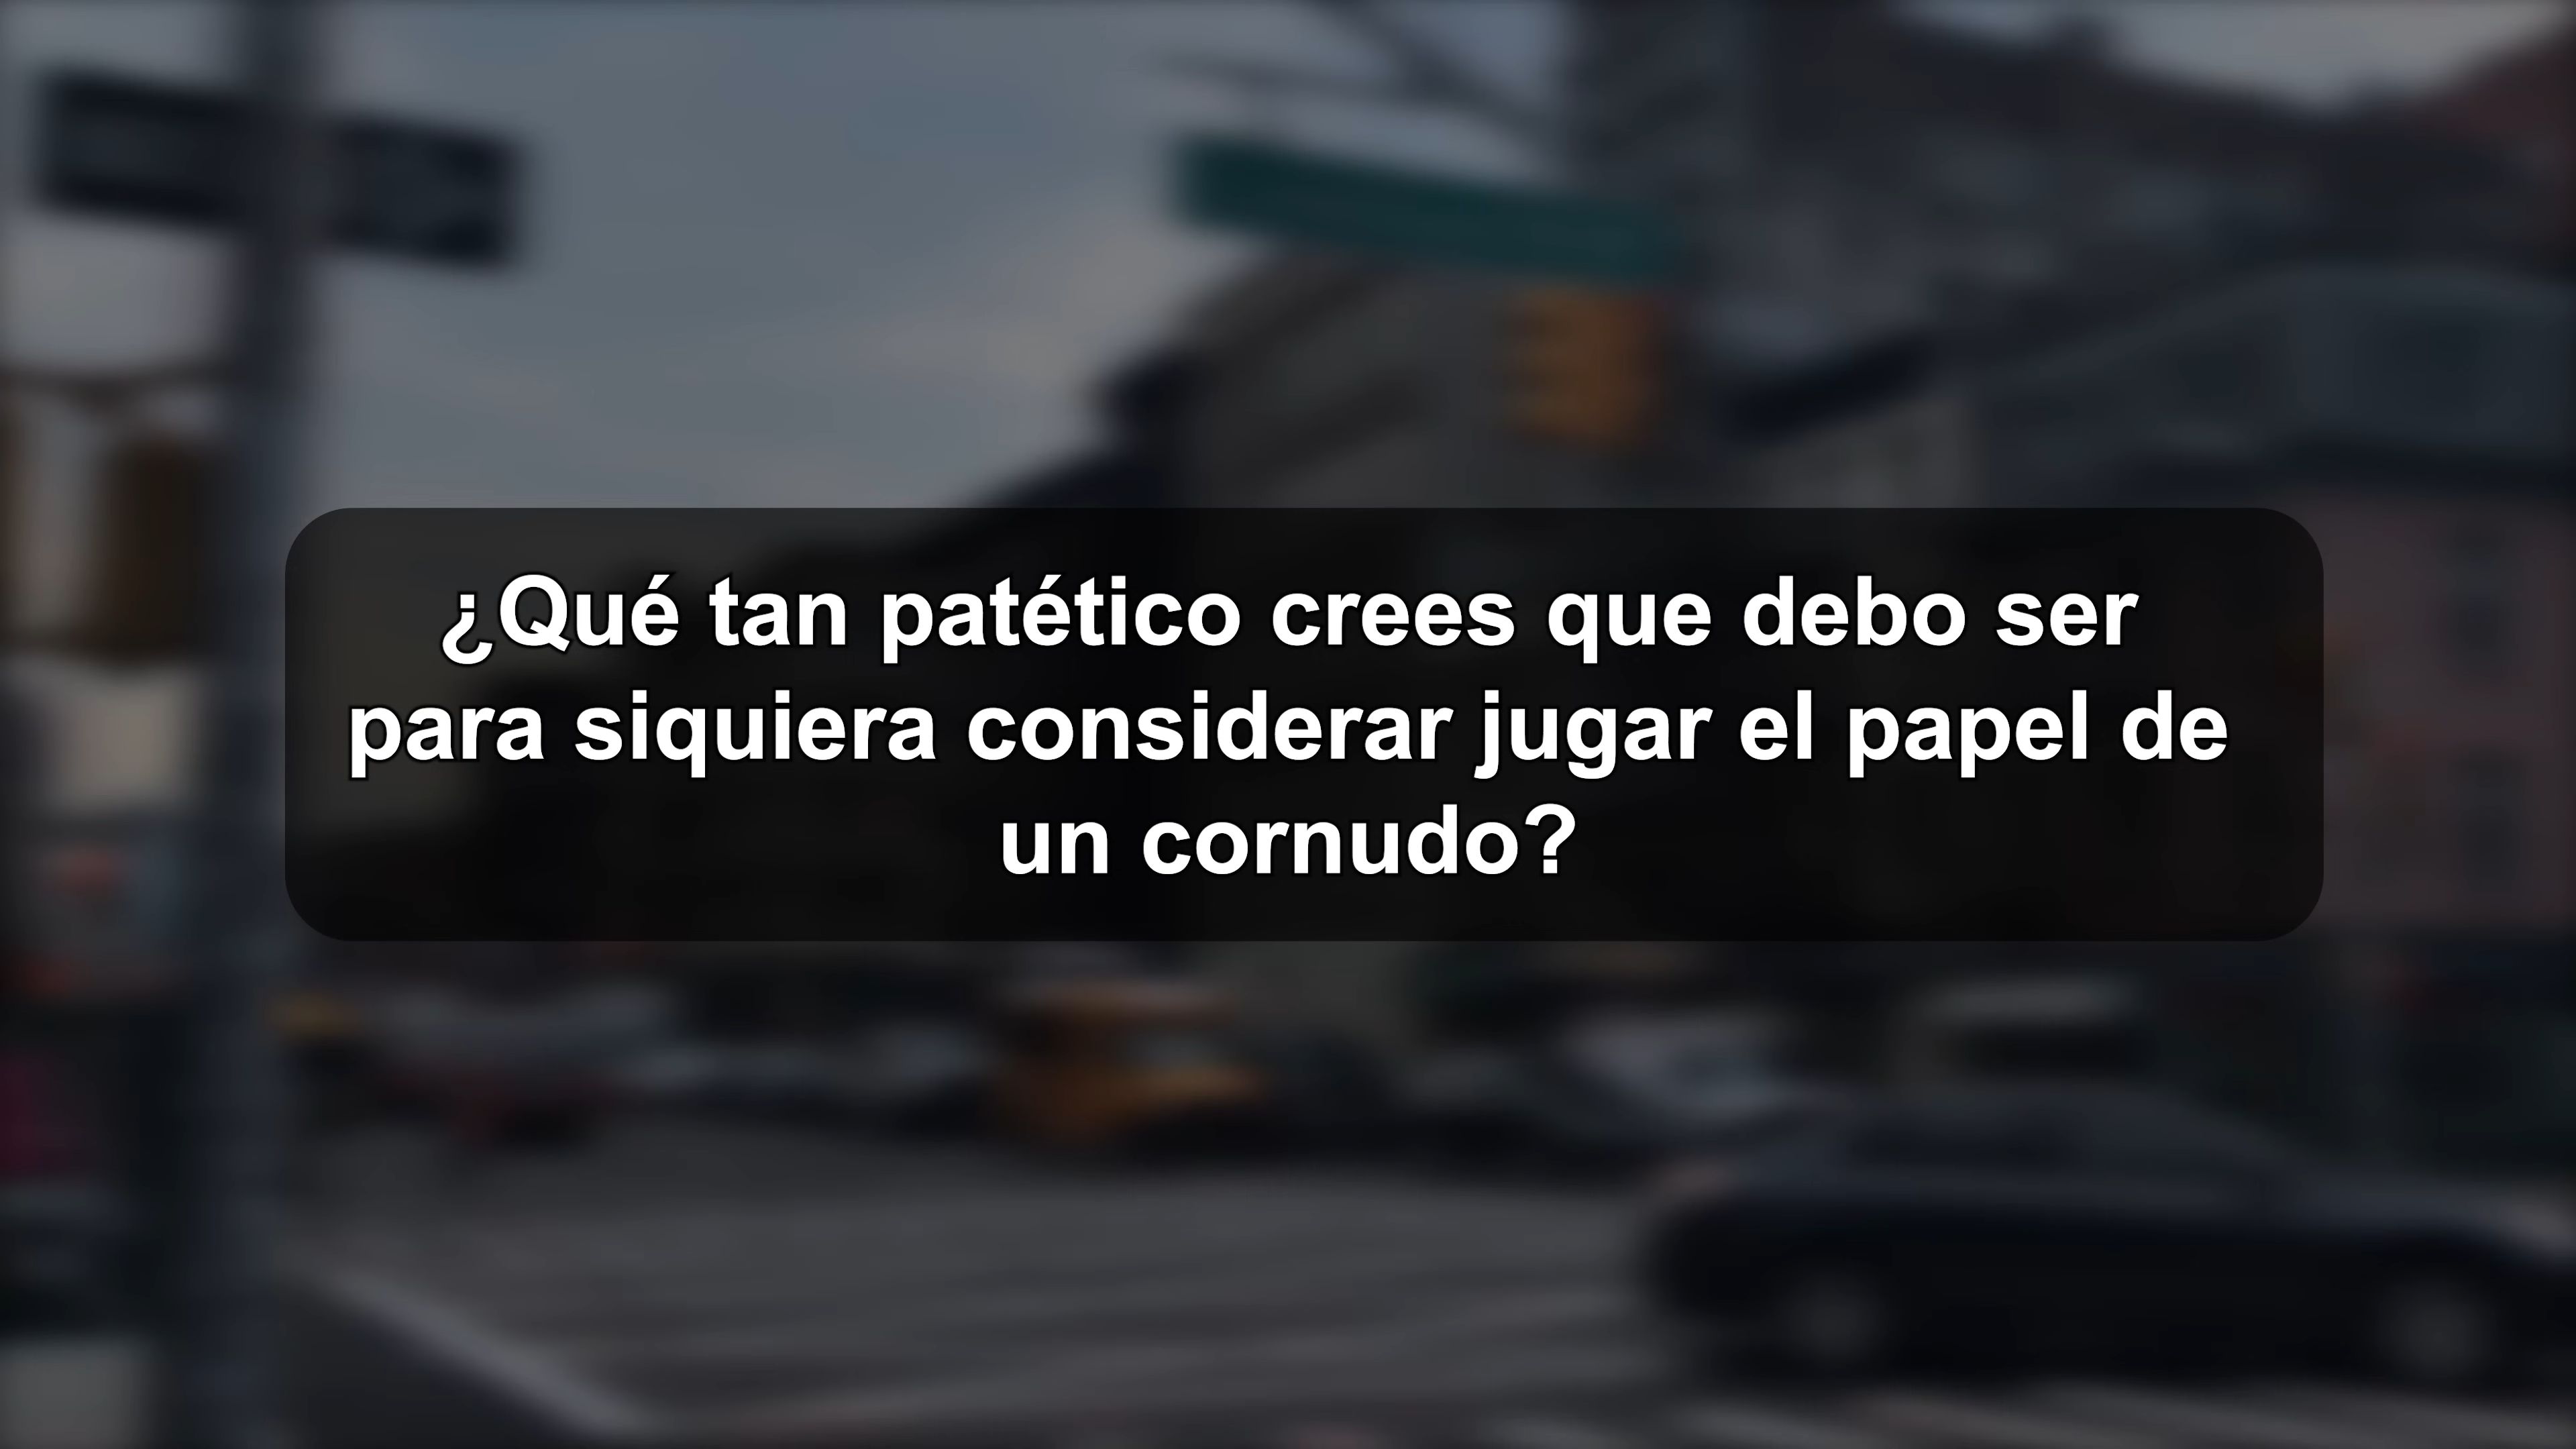 ¿Qué tan patético crees que debo ser
para siquiera considerar jugar el papel de
un cornudo?